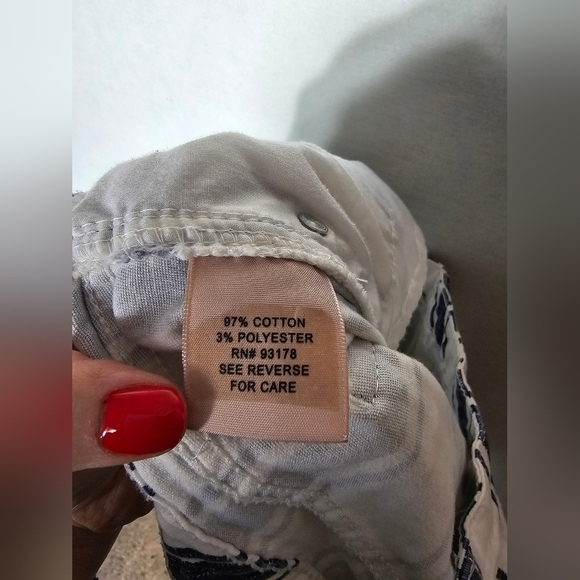 97% COTTON
3% POLYESTER
RN# 93178
SEE REVERSE
FOR CARE